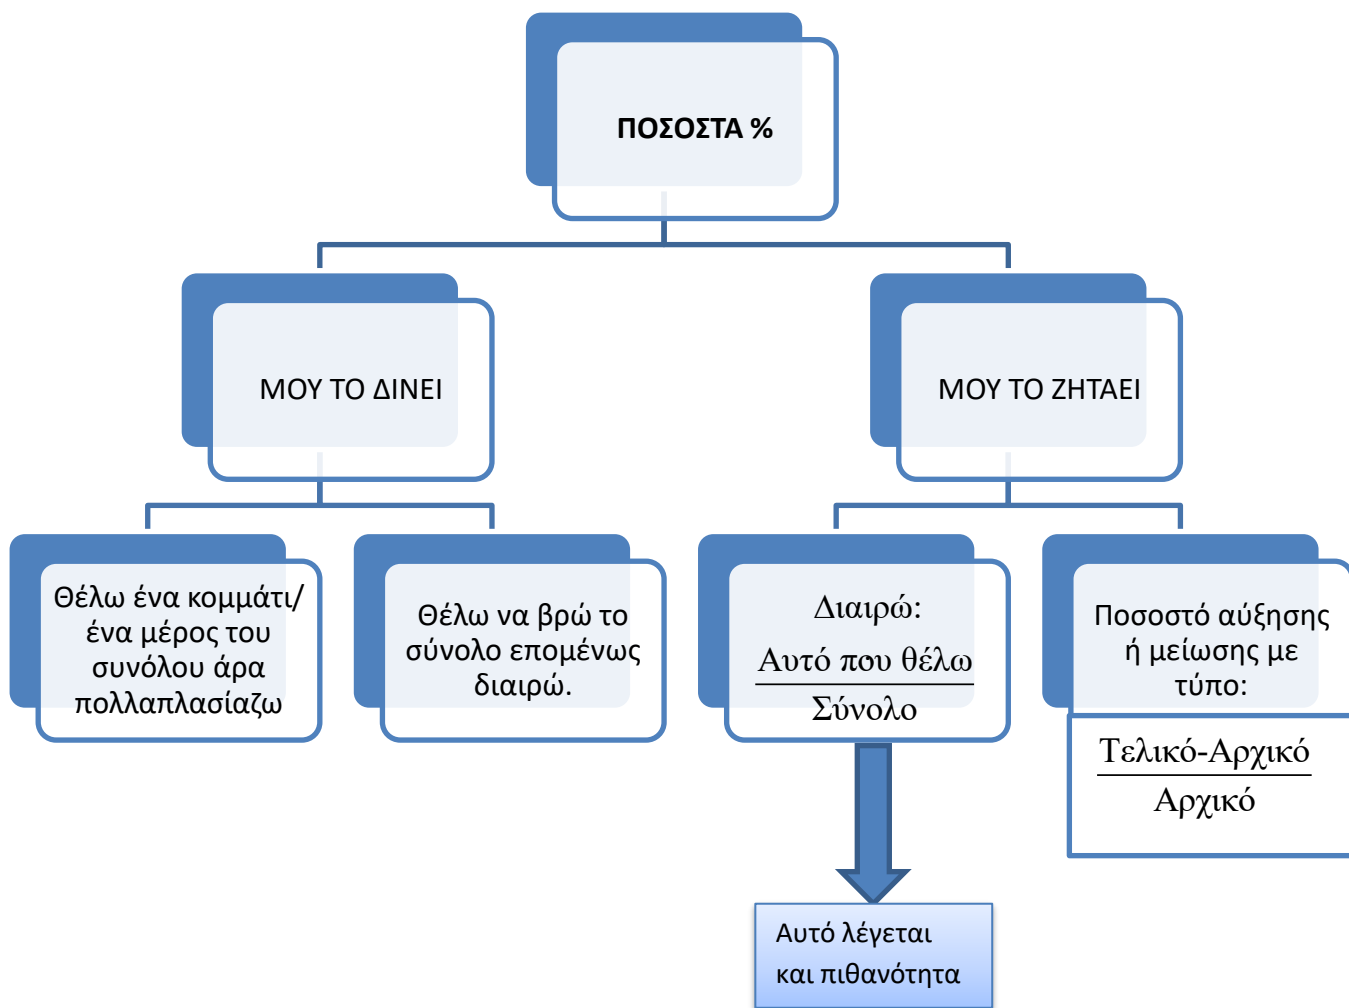 ΠΟΣΟΣΤΑ %
ΜΟΥ ΤΟ ΔΙΝΕΙ
ΜΟΥ ΤΟ ΖΗΤΑΕΙ
Θέλω ένα κομμάτι/
ένα μέρος του
συνόλου άρα
πολλαπλασίαζω
Θέλω να βρώ το
σύνολο επομένως
διαιρώ.
Διαιρώ:
Αυτό που θέλω
Σύνολο
Ποσοστό αύξησης
ή μείωσης με
τύπο:
Τελικό-Αρχικό
Αρχικό
Αυτό λέγεται
και πιθανότητα